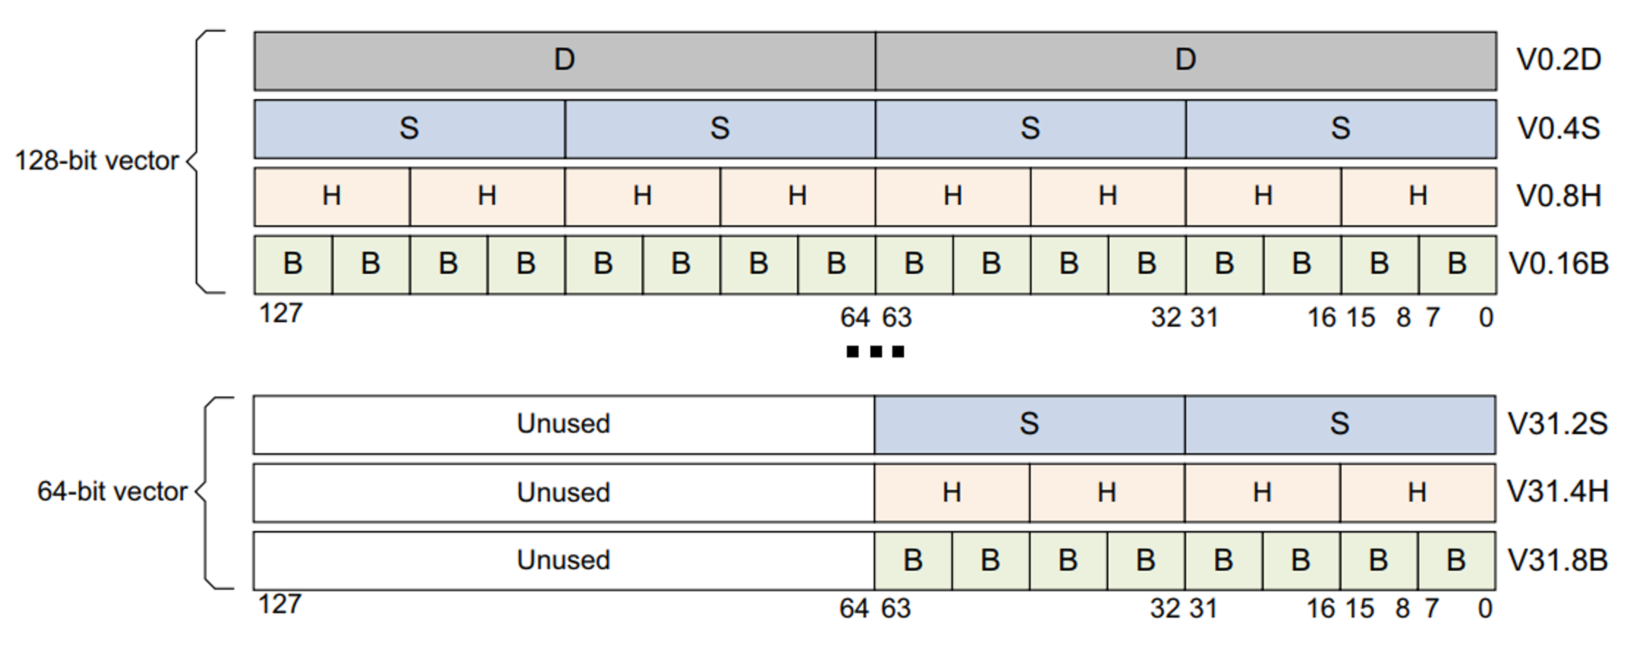 D D V0.2D
S S S S V0.4S
128-bit vector
H H H H H H H H V0.8H
B B B B B B B B B B B B B B B B V0.16B
127 64 63 32 31 16 15 8 7 0
Unused S S V31.2S
64-bit vector
Unused H H H H V31.4H
Unused B B B B B B B B V31.8B
127 64 63 32 31 16 15 8 7 0